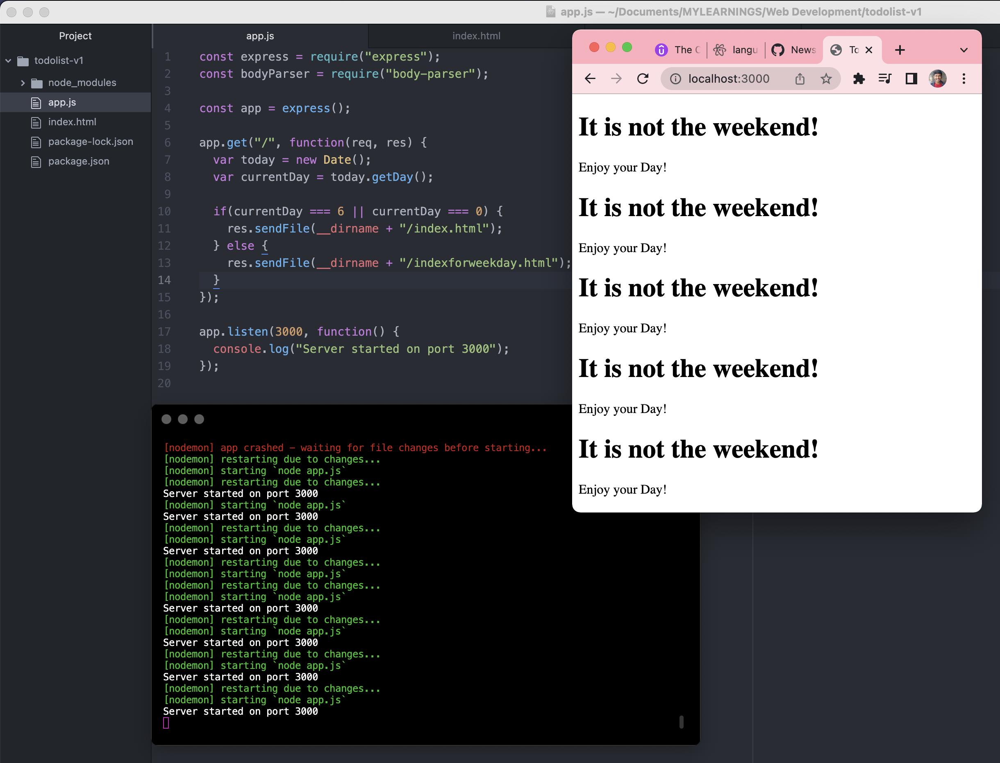 app.js — ~/Documents/MYLEARNINGS/Web Development/todolist-v1
Project
todolist-v1
node_modules
app.js
index.html
package-lock.json
package.json
app.js
index.html
1 const express = require("express");
2 const bodyParser = require("body-parser");
3
4 const app = express();
5
6 app.get("/", function(req, res) {
7 var today = new Date();
8 var currentDay = today.getDay();
9
10 if(currentDay === 6 || currentDay === 0) {
11 res.sendFile(__dirname + "/index.html");
12 } else {
13 res.sendFile(__dirname + "/indexforweekday.html");
14 }
15 });
16
17 app.listen(3000, function() {
18 console.log("Server started on port 3000");
19 });
20
[nodemon] app crashed - waiting for file changes before starting...
[nodemon] restarting due to changes...
[nodemon] starting `node app.js`
[nodemon] restarting due to changes...
Server started on port 3000
[nodemon] starting `node app.js`
Server started on port 3000
[nodemon] restarting due to changes...
[nodemon] starting `node app.js`
Server started on port 3000
[nodemon] restarting due to changes...
[nodemon] starting `node app.js`
[nodemon] restarting due to changes...
[nodemon] starting `node app.js`
Server started on port 3000
[nodemon] restarting due to changes...
[nodemon] starting `node app.js`
Server started on port 3000
[nodemon] restarting due to changes...
[nodemon] starting `node app.js`
Server started on port 3000
[nodemon] restarting due to changes...
[nodemon] starting `node app.js`
Server started on port 3000
The C langu News To
localhost:3000
It is not the weekend!
Enjoy your Day!
It is not the weekend!
Enjoy your Day!
It is not the weekend!
Enjoy your Day!
It is not the weekend!
Enjoy your Day!
It is not the weekend!
Enjoy your Day!